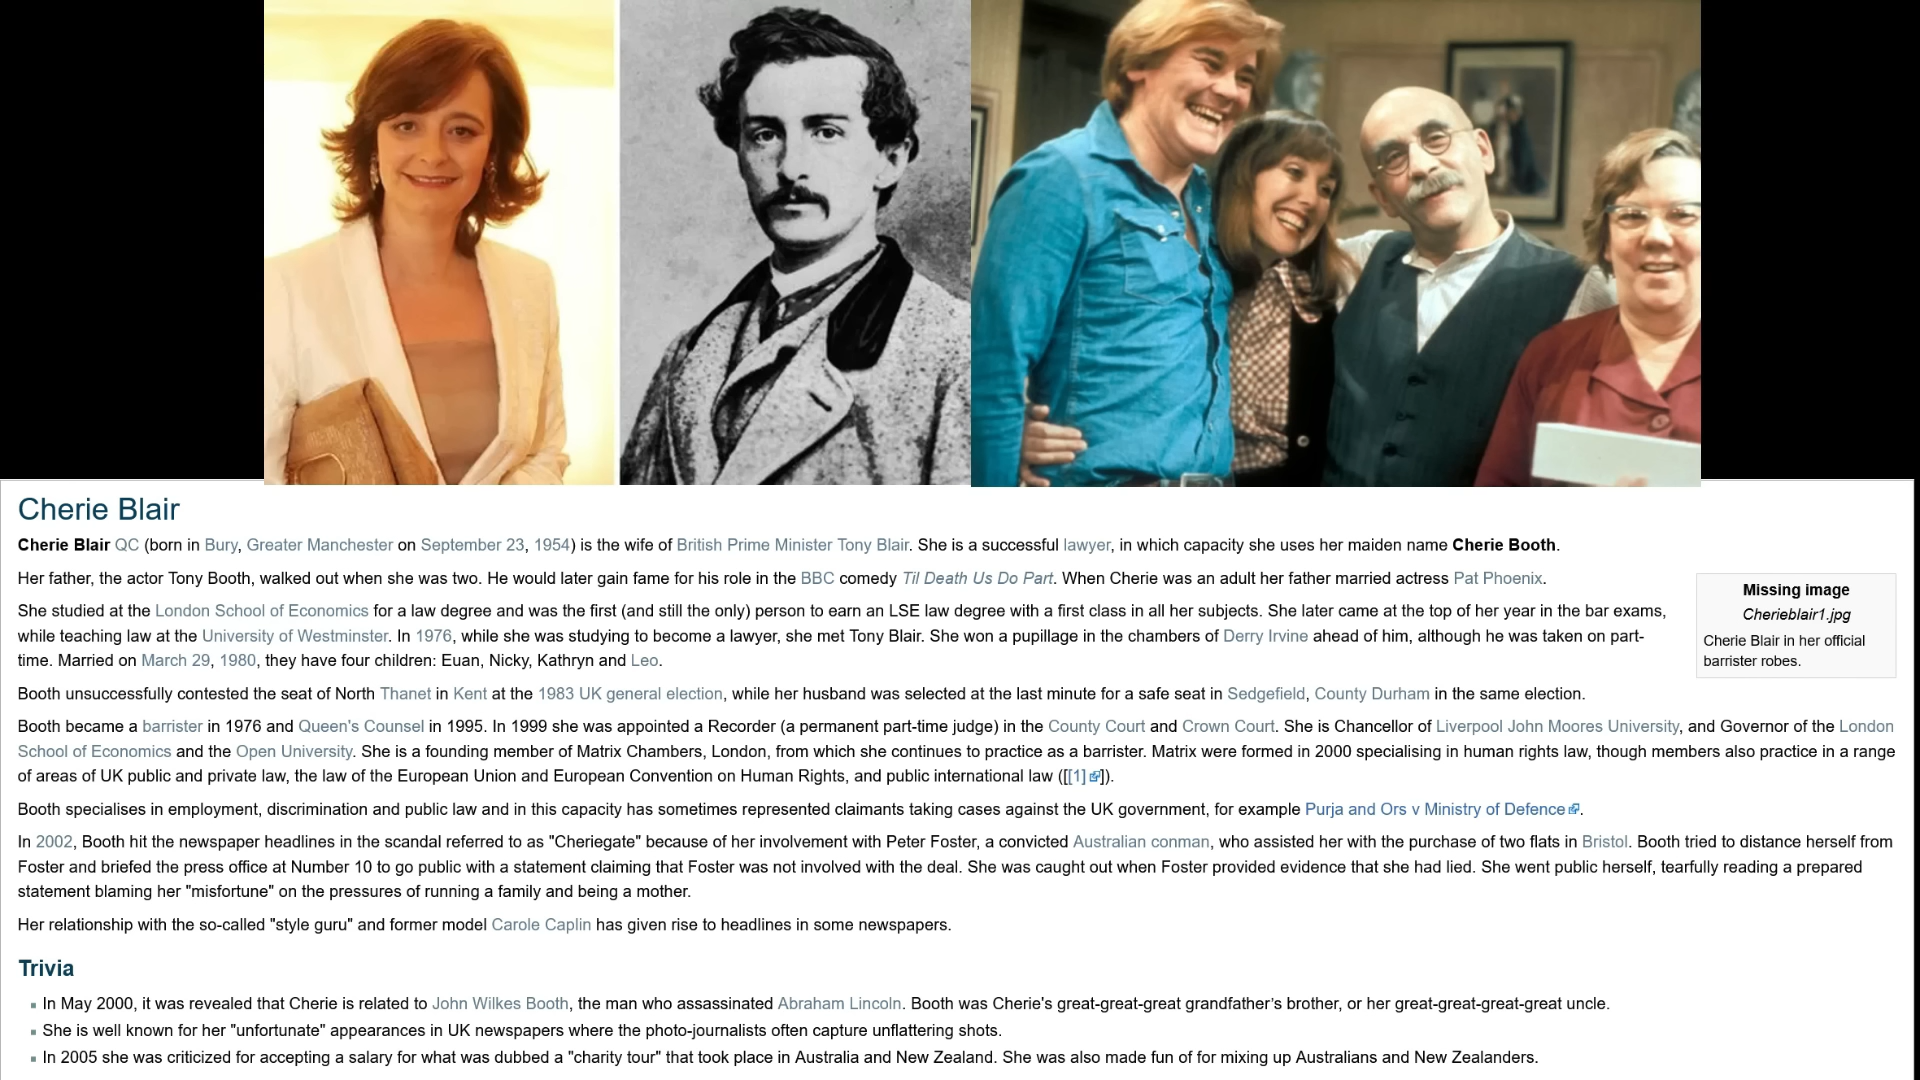 Cherie Blair
Cherie Blair QC (born in Bury, Greater Manchester on September 23, 1954) is the wife of British Prime Minister Tony Blair. She is a successful lawyer, in which capacity she uses her maiden name Cherie Booth.
Her father, the actor Tony Booth, walked out when she was two. He would later gain fame for his role in the BBC comedy Til Death Us Do Part. When Cherie was an adult her father married actress Pat Phoenix.
Missing image
Cherieblair1.jpg
Cherie Blair in her official
barrister robes.
She studied at the London School of Economics for a law degree and was the first (and still the only) person to earn an LSE law degree with a first class in all her subjects. She later came at the top of her year in the bar exams,
while teaching law at the University of Westminster. In 1976, while she was studying to become a lawyer, she met Tony Blair. She won a pupillage in the chambers of Derry Irvine ahead of him, although he was taken on part-
time. Married on March 29, 1980, they have four children: Euan, Nicky, Kathryn and Leo.
Booth unsuccessfully contested the seat of North Thanet in Kent at the 1983 UK general election, while her husband was selected at the last minute for a safe seat in Sedgefield, County Durham in the same election.
Booth became a barrister in 1976 and Queen's Counsel in 1995. In 1999 she was appointed a Recorder (a permanent part-time judge) in the County Court and Crown Court. She is Chancellor of Liverpool John Moores University, and Governor of the London
School of Economics and the Open University. She is a founding member of Matrix Chambers, London, from which she continues to practice as a barrister. Matrix were formed in 2000 specialising in human rights law, though members also practice in a range
of areas of UK public and private law, the law of the European Union and European Convention on Human Rights, and public international law ([[1]]).
Booth specialises in employment, discrimination and public law and in this capacity has sometimes represented claimants taking cases against the UK government, for example Purja and Ors v Ministry of Defence.
In 2002, Booth hit the newspaper headlines in the scandal referred to as "Cheriegate" because of her involvement with Peter Foster, a convicted Australian conman, who assisted her with the purchase of two flats in Bristol. Booth tried to distance herself from
Foster and briefed the press office at Number 10 to go public with a statement claiming that Foster was not involved with the deal. She was caught out when Foster provided evidence that she had lied. She went public herself, tearfully reading a prepared
statement blaming her "misfortune" on the pressures of running a family and being a mother.
Her relationship with the so-called "style guru" and former model Carole Caplin has given rise to headlines in some newspapers.
Trivia
In May 2000, it was revealed that Cherie is related to John Wilkes Booth, the man who assassinated Abraham Lincoln. Booth was Cherie's great-great-great grandfather's brother, or her great-great-great-great uncle.
She is well known for her "unfortunate" appearances in UK newspapers where the photo-journalists often capture unflattering shots.
In 2005 she was criticized for accepting a salary for what was dubbed a "charity tour" that took place in Australia and New Zealand. She was also made fun of for mixing up Australians and New Zealanders.